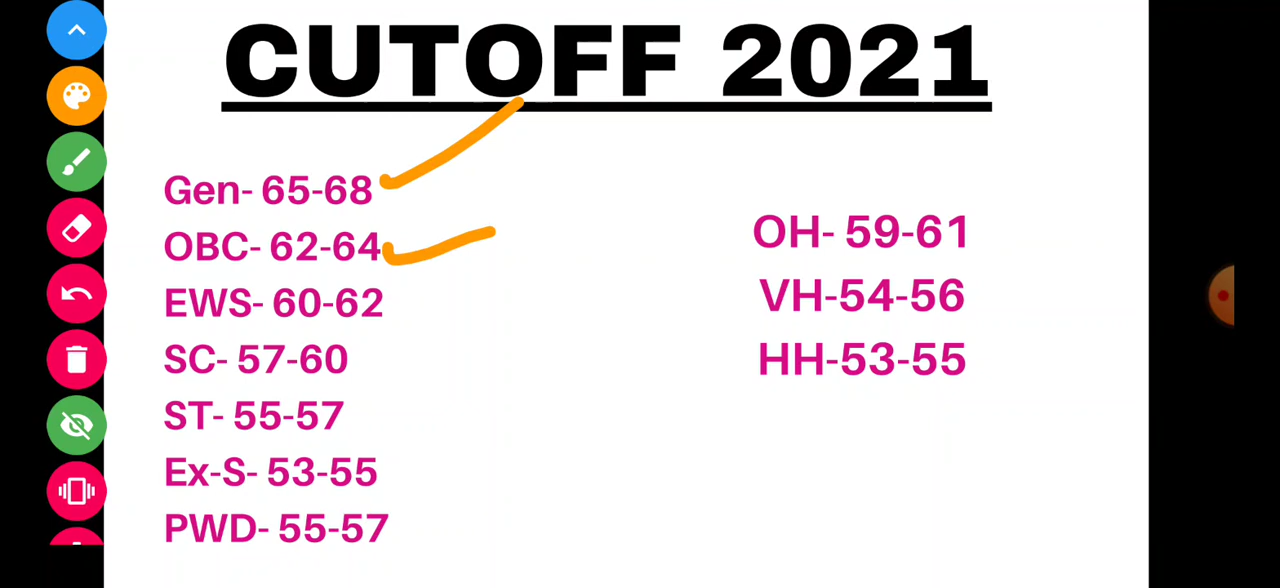 CUTOFF 2021
Gen- 65-68
OBC- 62-64
EWS- 60-62
SC- 57-60
ST- 55-57
Ex-S- 53-55
PWD- 55-57
OH- 59-61
VH-54-56
HH-53-55